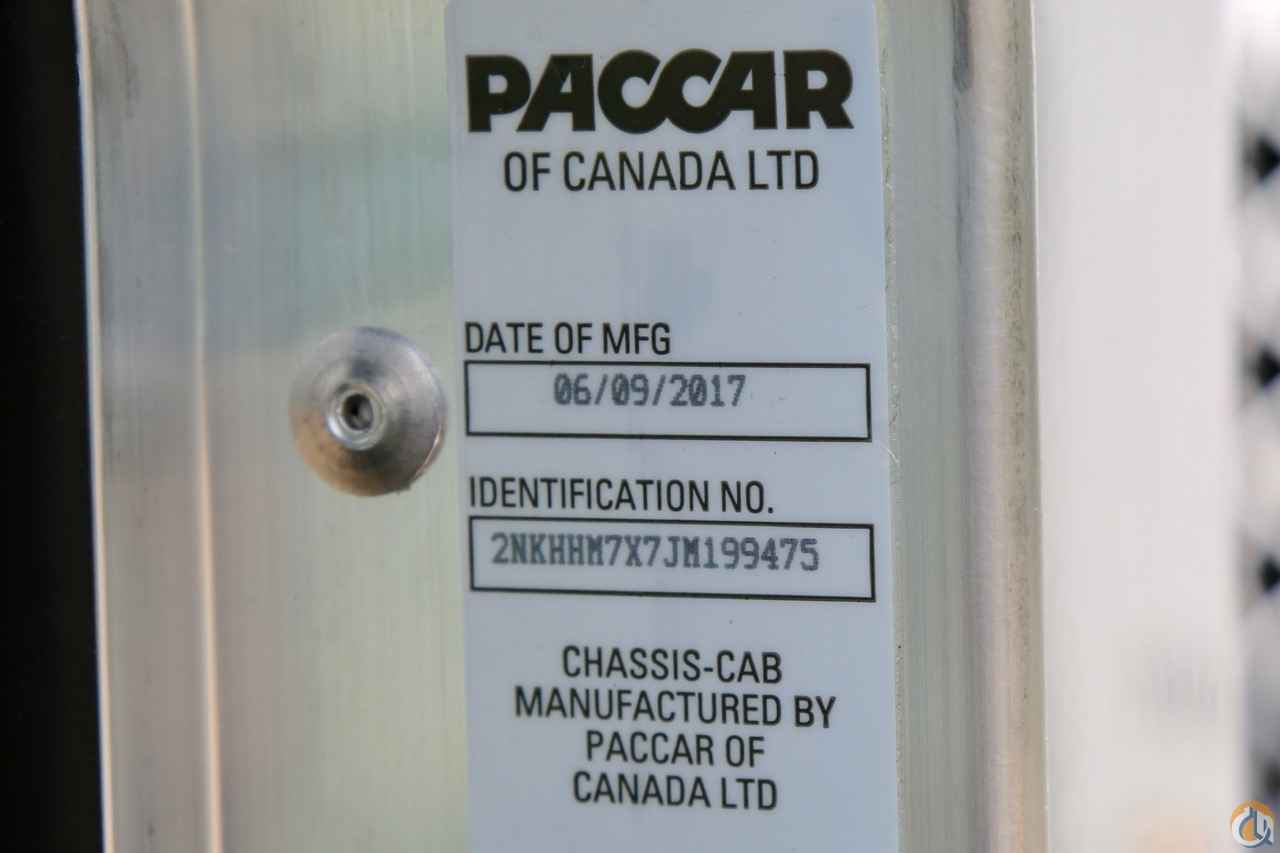 PACCAR
OF CANADA LTD
DATE OF MFG
06/09/2017
IDENTIFICATION NO.
2NKHHM7X7JM199475
CHASSIS-CAB
MANUFACTURED BY
PACCAR OF
CANADA LTD